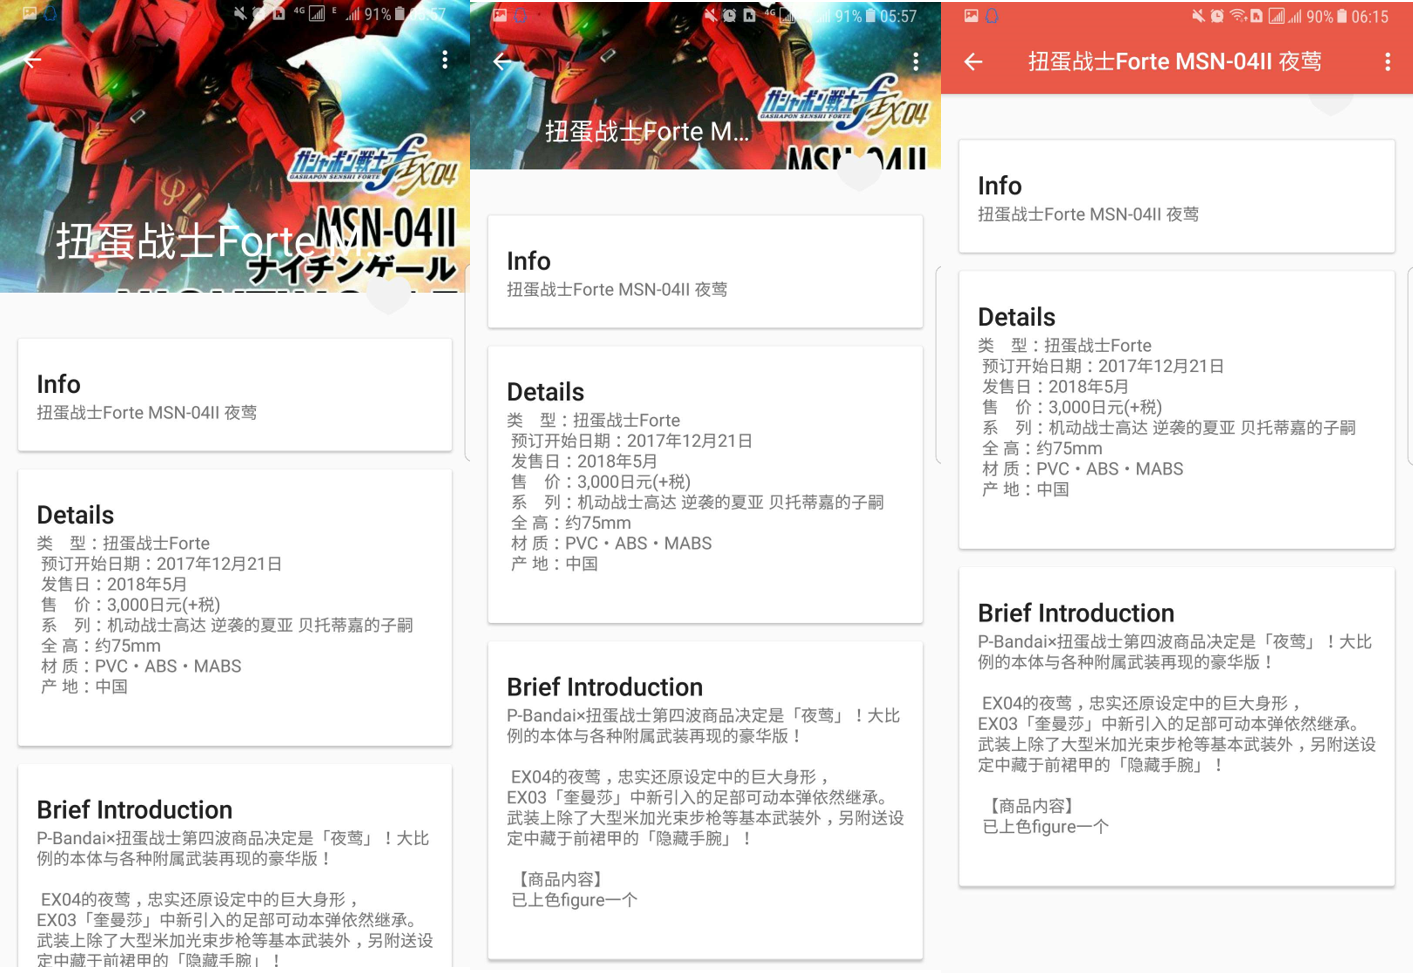 4G E 91%
ガシャポン戦士f EX04
GASHAPON SENSHI FORTE
MSN-04II
扭蛋战士Forte M
ナイチンゲール
Info
扭蛋战士Forte MSN-04II 夜莺
Details
类 型：扭蛋战士Forte
预订开始日期：2017年12月21日
发售日：2018年5月
售 价：3,000日元(+税)
系 列：机动战士高达 逆袭的夏亚 贝托蒂嘉的子嗣
全 高：约75mm
材 质：PVC・ABS・MABS
产 地：中国
Brief Introduction
P-Bandai×扭蛋战士第四波商品决定是「夜莺」！大比
例的本体与各种附属武装再现的豪华版！
EX04的夜莺，忠实还原设定中的巨大身形，
EX03「奎曼莎」中新引入的足部可动本弹依然继承。
武装上除了大型米加光束步枪等基本武装外，另附送设
定中藏于前裙甲的「隐藏手腕」！
4G 91% 05:57
ガシャポン戦士f EX04
GASHAPON SENSHI FORTE
扭蛋战士Forte M...
MSN-04II
Info
扭蛋战士Forte MSN-04II 夜莺
Details
类 型：扭蛋战士Forte
预订开始日期：2017年12月21日
发售日：2018年5月
售 价：3,000日元(+税)
系 列：机动战士高达 逆袭的夏亚 贝托蒂嘉的子嗣
全 高：约75mm
材 质：PVC・ABS・MABS
产 地：中国
Brief Introduction
P-Bandai×扭蛋战士第四波商品决定是「夜莺」！大比
例的本体与各种附属武装再现的豪华版！
EX04的夜莺，忠实还原设定中的巨大身形，
EX03「奎曼莎」中新引入的足部可动本弹依然继承。
武装上除了大型米加光束步枪等基本武装外，另附送设
定中藏于前裙甲的「隐藏手腕」！
【商品内容】
已上色figure一个
90% 06:15
扭蛋战士Forte MSN-04II 夜莺
Info
扭蛋战士Forte MSN-04II 夜莺
Details
类 型：扭蛋战士Forte
预订开始日期：2017年12月21日
发售日：2018年5月
售 价：3,000日元(+税)
系 列：机动战士高达 逆袭的夏亚 贝托蒂嘉的子嗣
全 高：约75mm
材 质：PVC・ABS・MABS
产 地：中国
Brief Introduction
P-Bandai×扭蛋战士第四波商品决定是「夜莺」！大比
例的本体与各种附属武装再现的豪华版！
EX04的夜莺，忠实还原设定中的巨大身形，
EX03「奎曼莎」中新引入的足部可动本弹依然继承。
武装上除了大型米加光束步枪等基本武装外，另附送设
定中藏于前裙甲的「隐藏手腕」！
【商品内容】
已上色figure一个